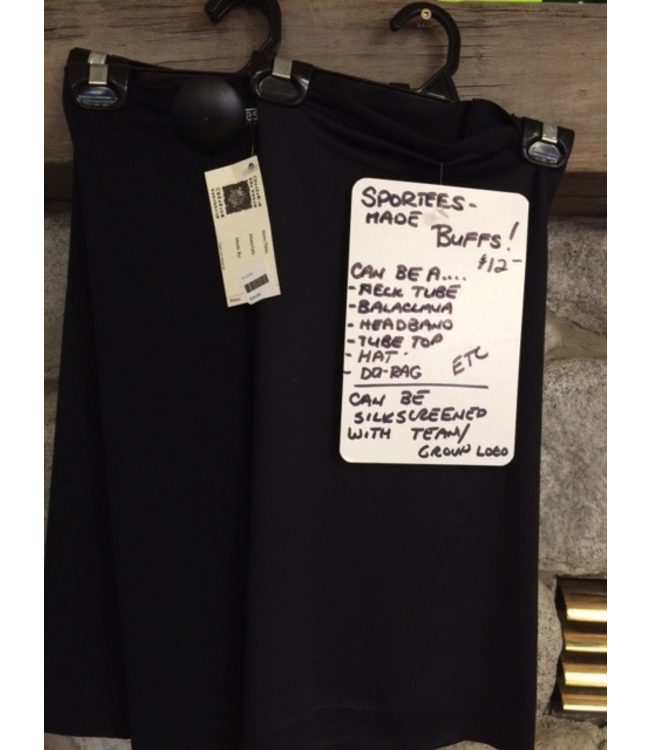 SPORTEES-
MADE
BUFFS!
$12-
CAN BE A....
-NECK TUBE
-BALACLAVA
-HEADBAND
-TUBE TOP
-HAT
-DO-RAG
ETC
CAN BE
SILKSCREENED
WITH TEAM/
GROUP LOGO